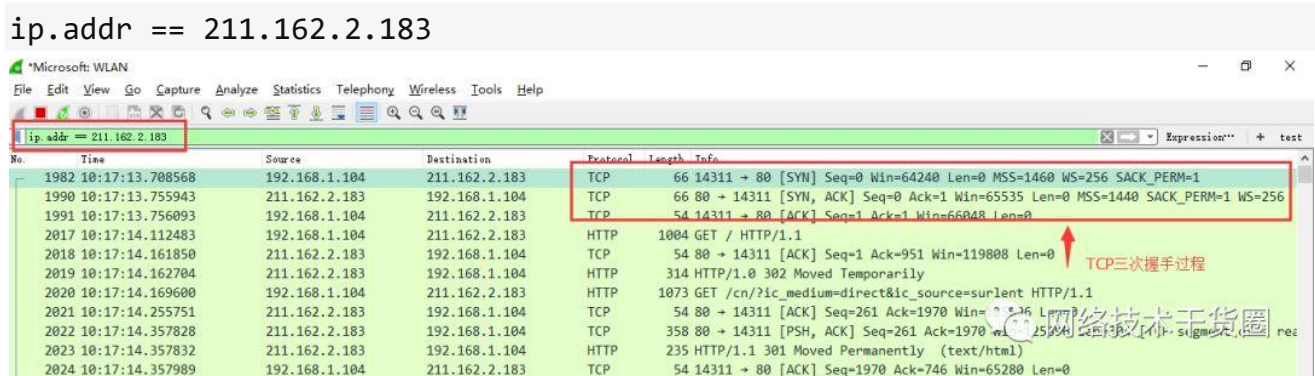 ip.addr == 211.162.2.183
*Microsoft: WLAN
File Edit View Go Capture Analyze Statistics Telephony Wireless Tools Help
ip.addr == 211.162.2.183 Expression… + test
No. Time Source Destination Protocol Length Info
1982 10:17:13.708568 192.168.1.104 211.162.2.183 TCP 66 14311 → 80 [SYN] Seq=0 Win=64240 Len=0 MSS=1460 WS=256 SACK_PERM=1
1990 10:17:13.755943 211.162.2.183 192.168.1.104 TCP 66 80 → 14311 [SYN, ACK] Seq=0 Ack=1 Win=65535 Len=0 MSS=1440 SACK_PERM=1 WS=256
1991 10:17:13.756093 192.168.1.104 211.162.2.183 TCP 54 14311 → 80 [ACK] Seq=1 Ack=1 Win=66048 Len=0
2017 10:17:14.112483 192.168.1.104 211.162.2.183 HTTP 1004 GET / HTTP/1.1
2018 10:17:14.161850 211.162.2.183 192.168.1.104 TCP 54 80 → 14311 [ACK] Seq=1 Ack=951 Win=119808 Len=0
TCP三次握手过程
2019 10:17:14.162704 211.162.2.183 192.168.1.104 HTTP 314 HTTP/1.0 302 Moved Temporarily
2020 10:17:14.169600 192.168.1.104 211.162.2.183 HTTP 1073 GET /cn/?ic_medium=direct&ic_source=surlent HTTP/1.1
2021 10:17:14.255751 211.162.2.183 192.168.1.104 TCP 54 80 → 14311 [ACK] Seq=261 Ack=1970
网络技术干货圈
2022 10:17:14.357828 211.162.2.183 192.168.1.104 TCP 358 80 → 14311 [PSH, ACK] Seq=261 Ack=1970
2023 10:17:14.357832 211.162.2.183 192.168.1.104 HTTP 235 HTTP/1.1 301 Moved Permanently (text/html)
2024 10:17:14.357989 192.168.1.104 211.162.2.183 TCP 54 14311 → 80 [ACK] Seq=1970 Ack=746 Win=65280 Len=0